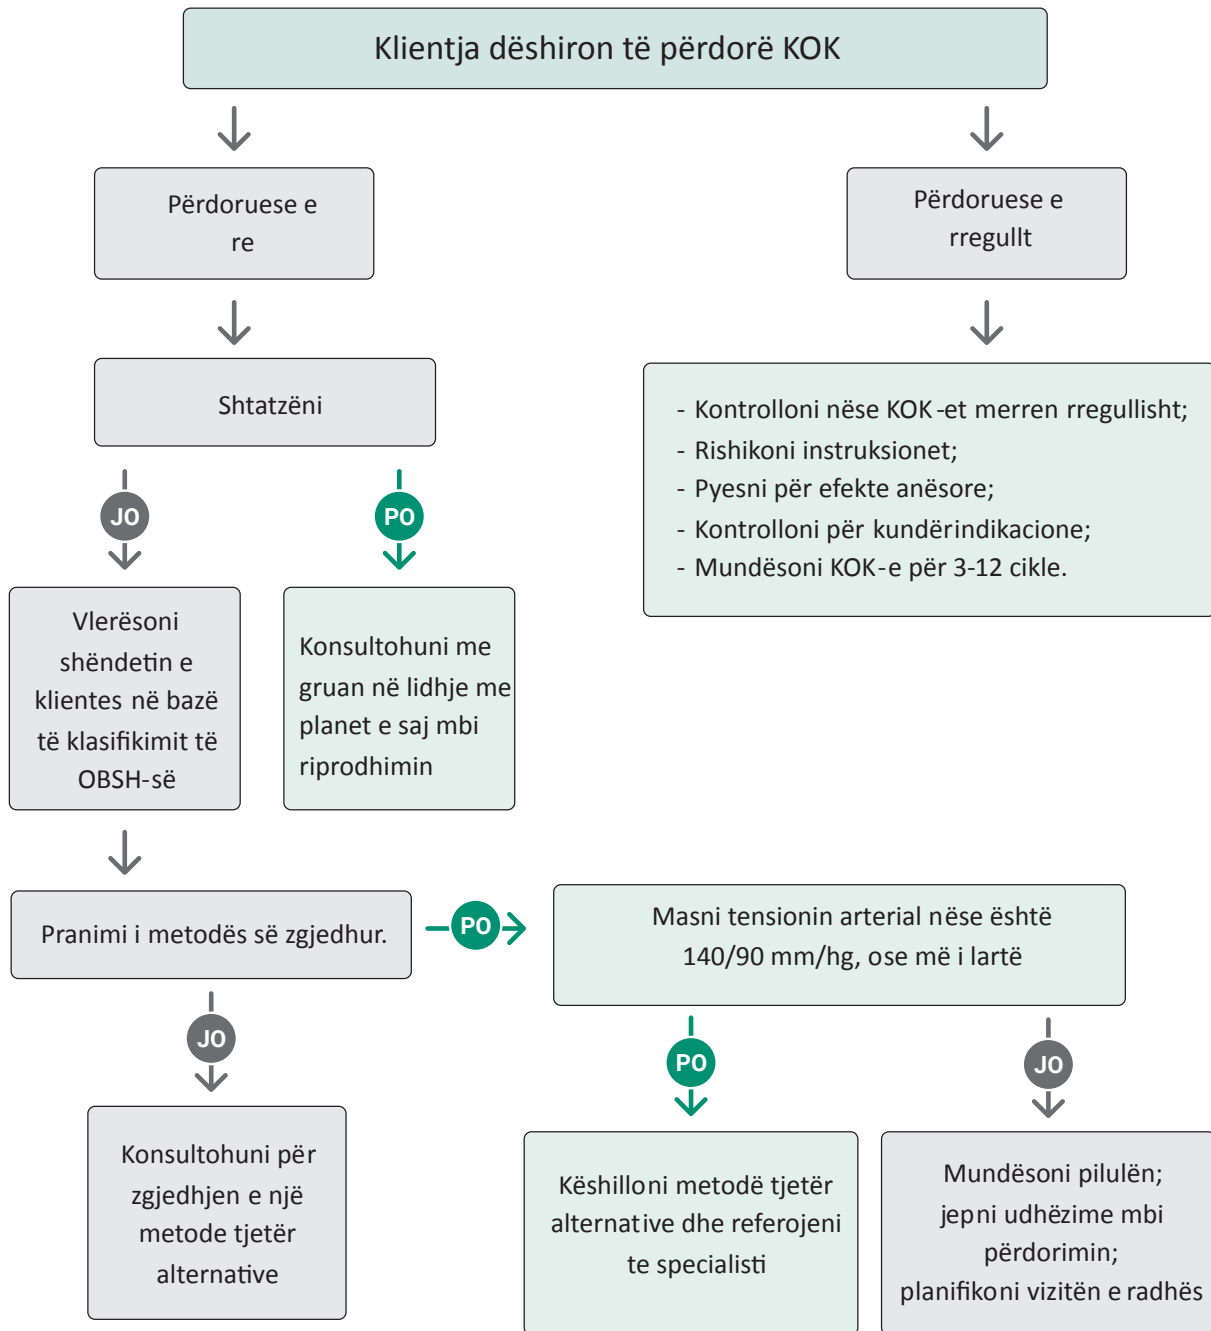 Klientja dëshiron të përdorë KOK
Përdoruese e
re
Përdoruese e
rregullt
Shtatzëni
- Kontrolloni nëse KOK-et merren rregullisht;
- Rishikoni instruksionet;
- Pyesni për efekte anësore;
- Kontrolloni për kundërindikacione;
- Mundësoni KOK-e për 3-12 cikle.
JO
PO
Vlerësoni
shëndetin e
klientes në bazë
të klasifikimit të
OBSH-së
Konsultohuni me
gruan në lidhje me
planet e saj mbi
riprodhimin
Pranimi i metodës së zgjedhur.
PO
Masni tensionin arterial nëse është
140/90 mm/hg, ose më i lartë
JO
PO
JO
Konsultohuni për
zgjedhjen e një
metode tjetër
alternative
Këshilloni metodë tjetër
alternative dhe referojeni
te specialisti
Mundësoni pilulën;
jepni udhëzime mbi
përdorimin;
planifikoni vizitën e radhës